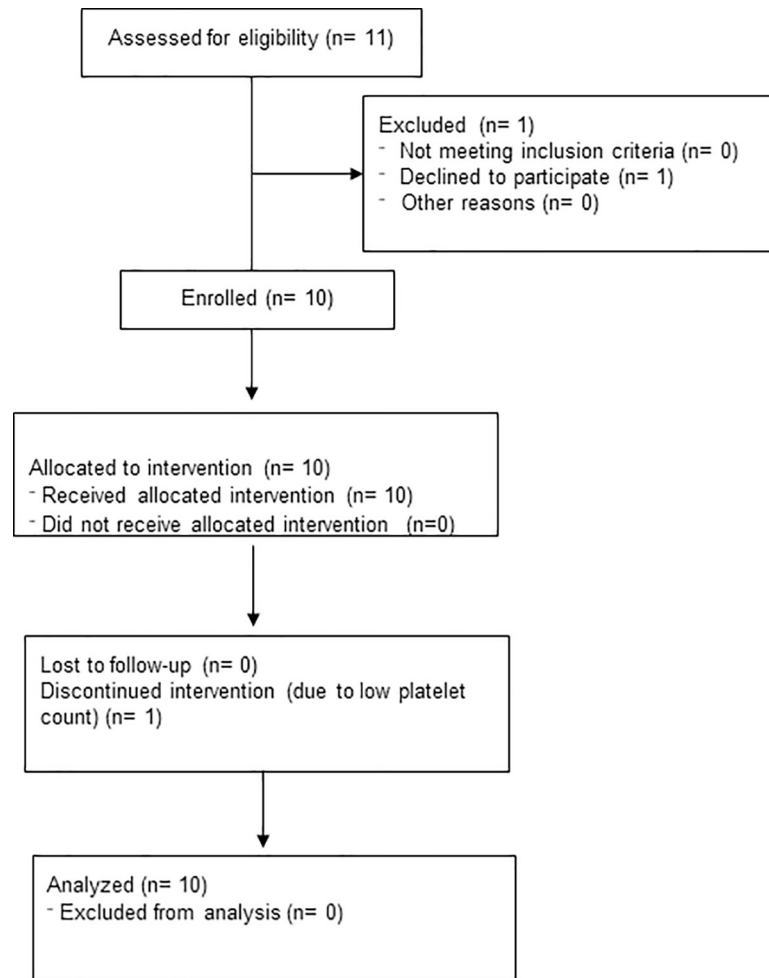 Assessed for eligibility (n= 11)
Excluded (n= 1)
- Not meeting inclusion criteria (n= 0)
- Declined to participate (n= 1)
- Other reasons (n= 0)
Enrolled (n= 10)
Allocated to intervention (n= 10)
- Received allocated intervention (n= 10)
- Did not receive allocated intervention (n=0)
Lost to follow-up (n= 0)
Discontinued intervention (due to low platelet
count) (n= 1)
Analyzed (n= 10)
- Excluded from analysis (n= 0)